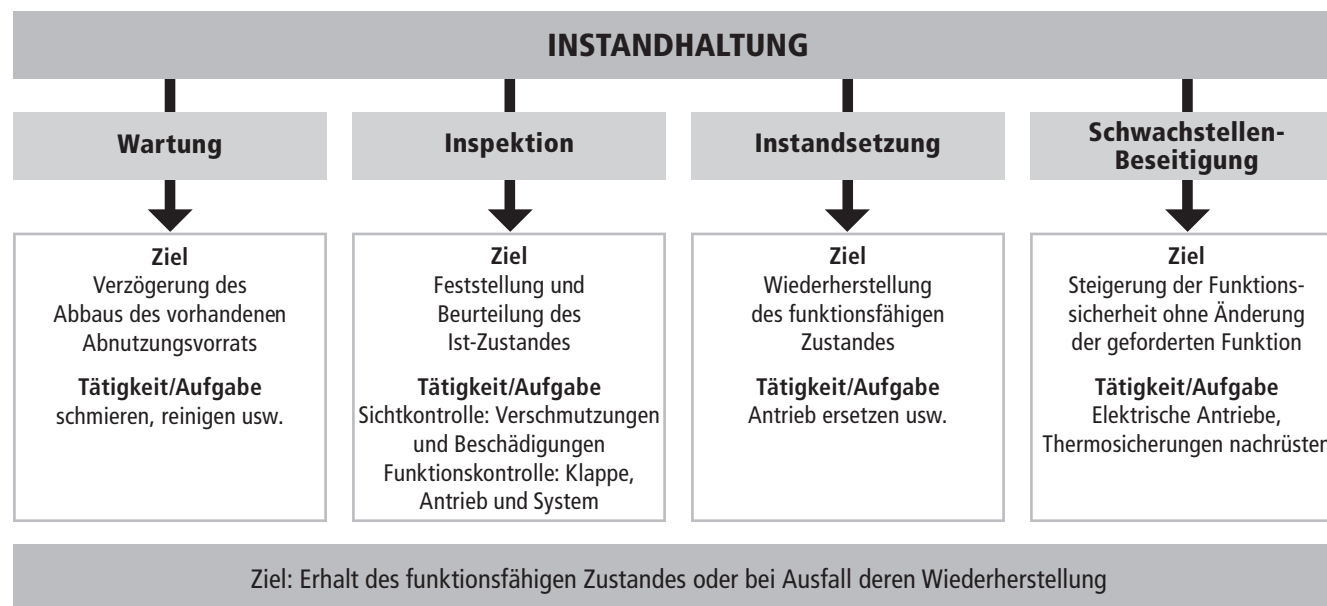 INSTANDHALTUNG
Wartung
Ziel
Verzögerung des
Abbaus des vorhandenen
Abnutzungsvorrats
Tätigkeit/Aufgabe
schmieren, reinigen usw.
Inspektion
Ziel
Feststellung und
Beurteilung des
Ist-Zustandes
Tätigkeit/Aufgabe
Sichtkontrolle: Verschmutzungen
und Beschädigungen
Funktionskontrolle: Klappe,
Antrieb und System
Instandsetzung
Ziel
Wiederherstellung
des funktionsfähigen
Zustandes
Tätigkeit/Aufgabe
Antrieb ersetzen usw.
Schwachstellen-
Beseitigung
Ziel
Steigerung der Funktions-
sicherheit ohne Änderung
der geforderten Funktion
Tätigkeit/Aufgabe
Elektrische Antriebe,
Thermosicherungen nachrüsten
Ziel: Erhalt des funktionsfähigen Zustandes oder bei Ausfall deren Wiederherstellung